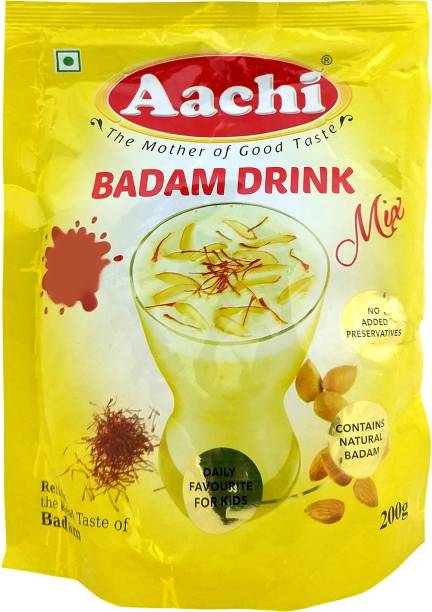 Aachi®
The Mother of Good Taste
BADAM DRINK
Mix
NO
ADDED
PRESERVATIVES
CONTAINS
NATURAL
BADAM
DAILY
FAVOURITE
FOR KIDS
the Taste of
Badam
200g